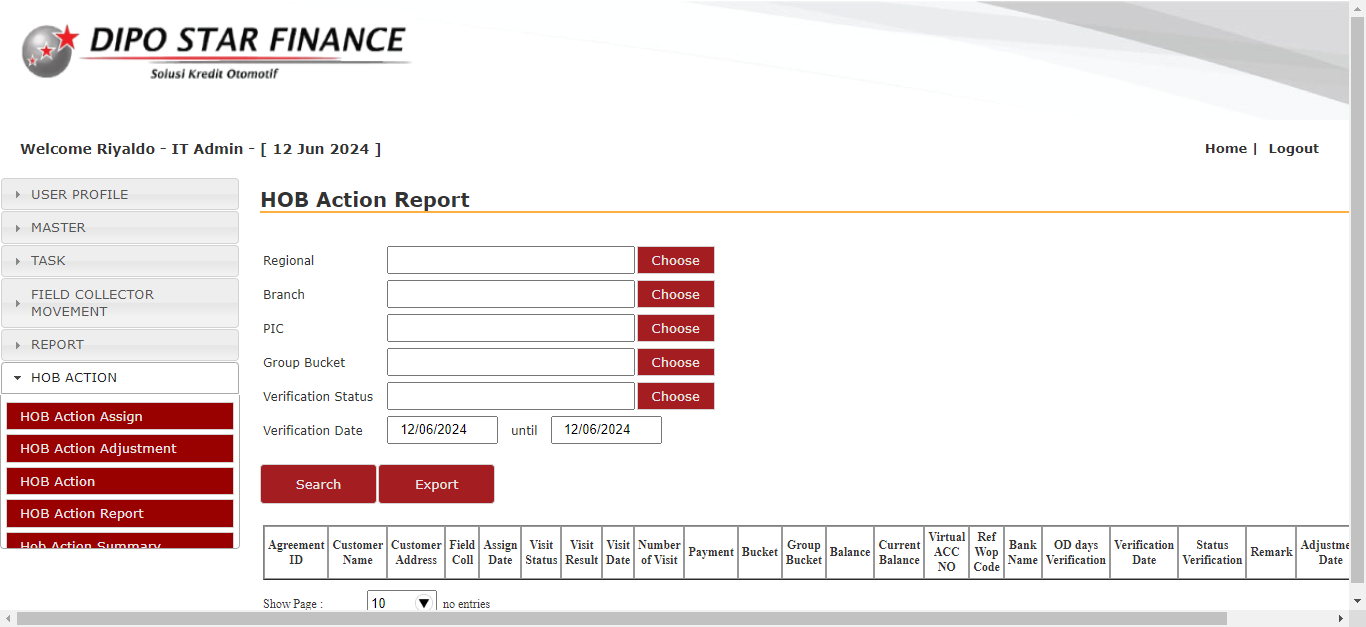 DIPO STAR FINANCE
Solusi Kredit Otomotif
Welcome Riyaldo - IT Admin - [ 12 Jun 2024 ]
Home | Logout
USER PROFILE
MASTER
TASK
FIELD COLLECTOR
MOVEMENT
REPORT
HOB ACTION
HOB Action Assign
HOB Action Adjustment
HOB Action
HOB Action Report
Hob Action Summary
HOB Action Report
Regional Choose
Branch Choose
PIC Choose
Group Bucket Choose
Verification Status Choose
Verification Date 12/06/2024 until 12/06/2024
Search Export
Agreement ID
Customer Name
Customer Address
Field Coll
Assign Date
Visit Status
Visit Result
Visit Date
Number of Visit
Payment
Bucket
Group Bucket
Balance
Current Balance
Virtual ACC NO
Ref Wop Code
Bank Name
OD days Verification
Verification Date
Status Verification
Remark
Adjustme Date
Show Page : 10 no entries